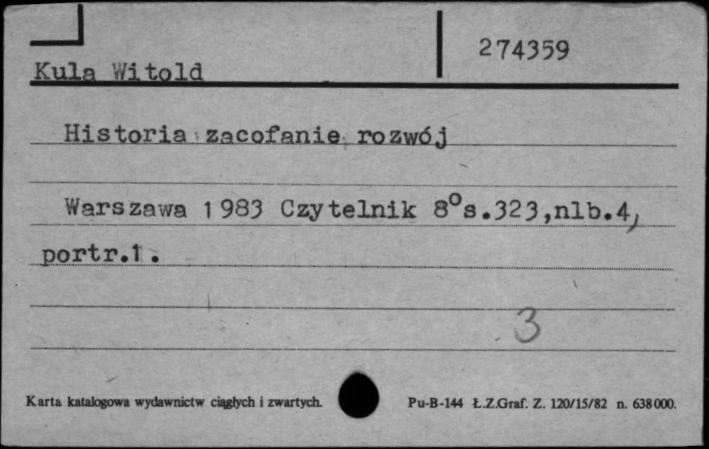 274359
Kula Witold
Historia zacofanie rozwój
Warszawa 1983 Czytelnik 8°s.323,nlb.4,
portr.1.
3
Karta katalogowa wydawnictw ciągłych i zwartych.
Pu-B-144 Ł.Z.Graf. Z. 120/15/82 n. 638000.